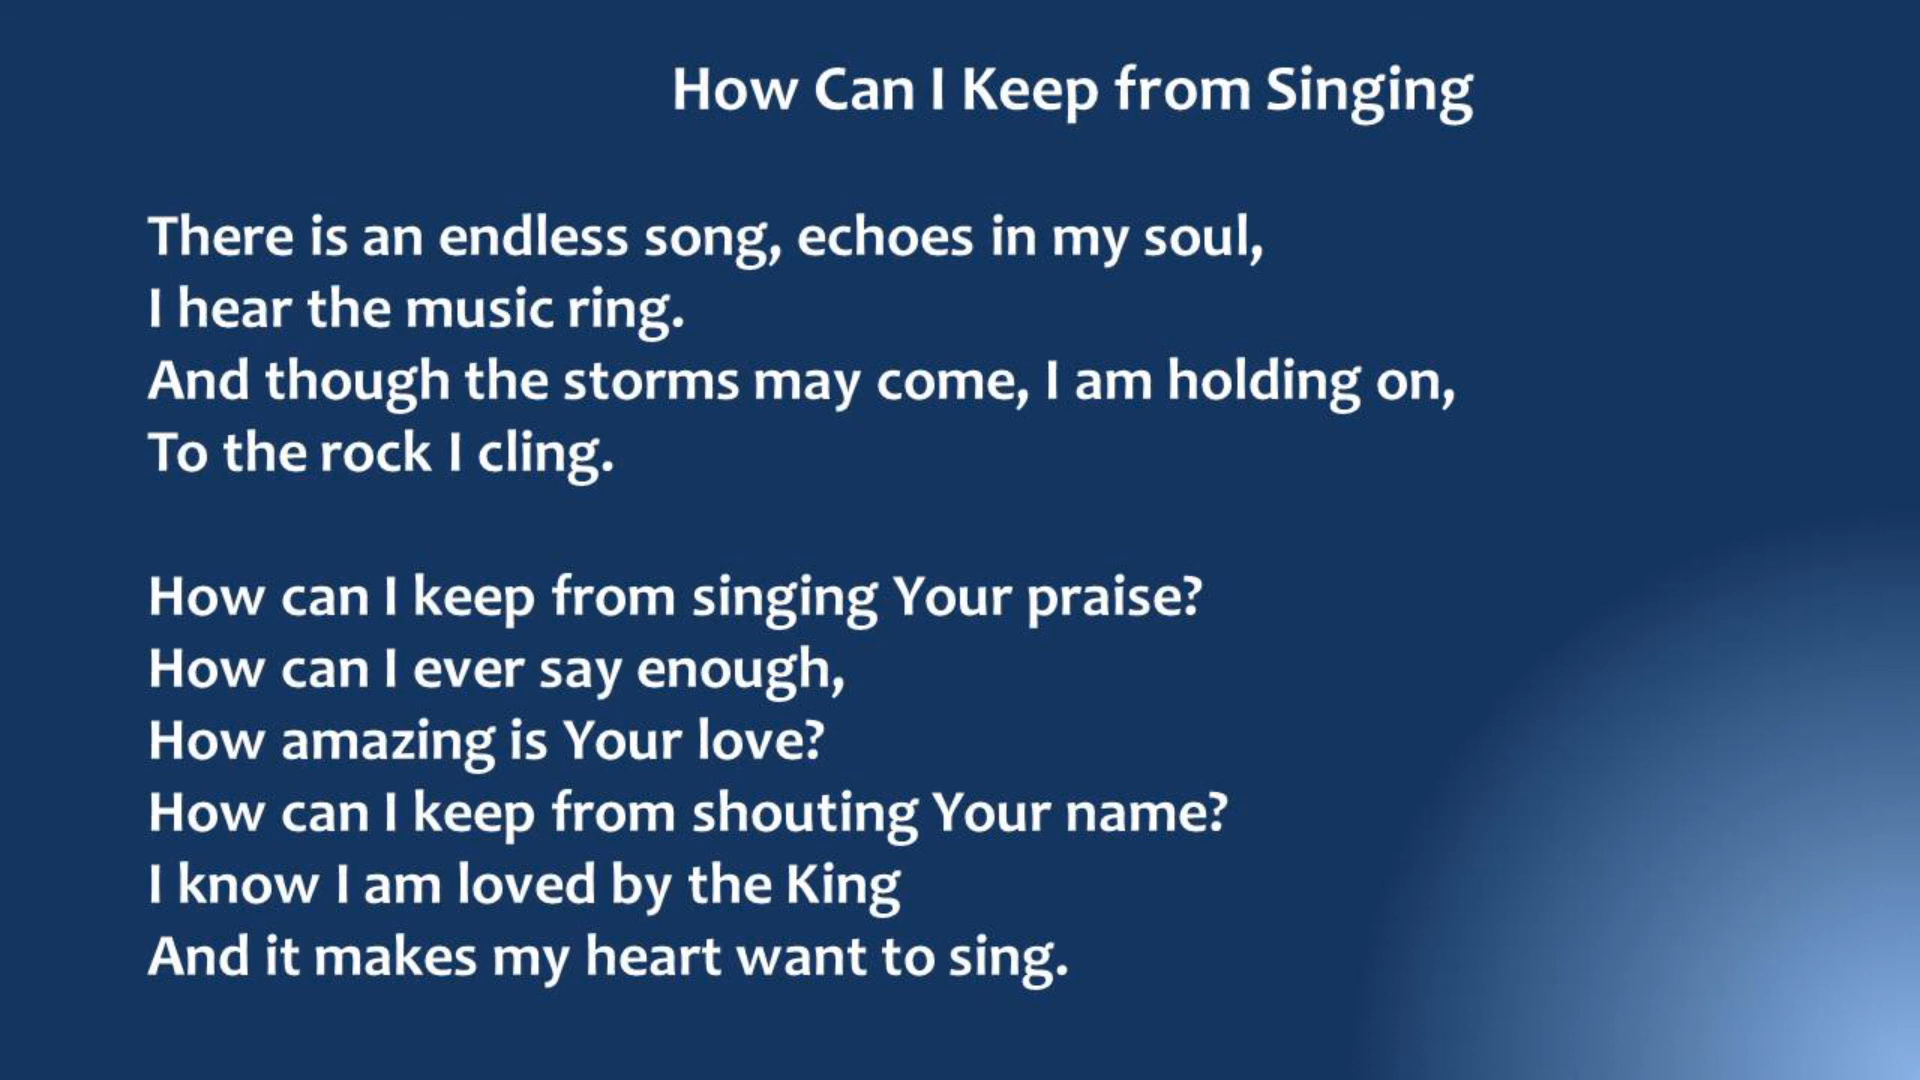 How Can I Keep from Singing
There is an endless song, echoes in my soul,
I hear the music ring.
And though the storms may come, I am holding on,
To the rock I cling.
How can I keep from singing Your praise?
How can I ever say enough,
How amazing is Your love?
How can I keep from shouting Your name?
I know I am loved by the King
And it makes my heart want to sing.